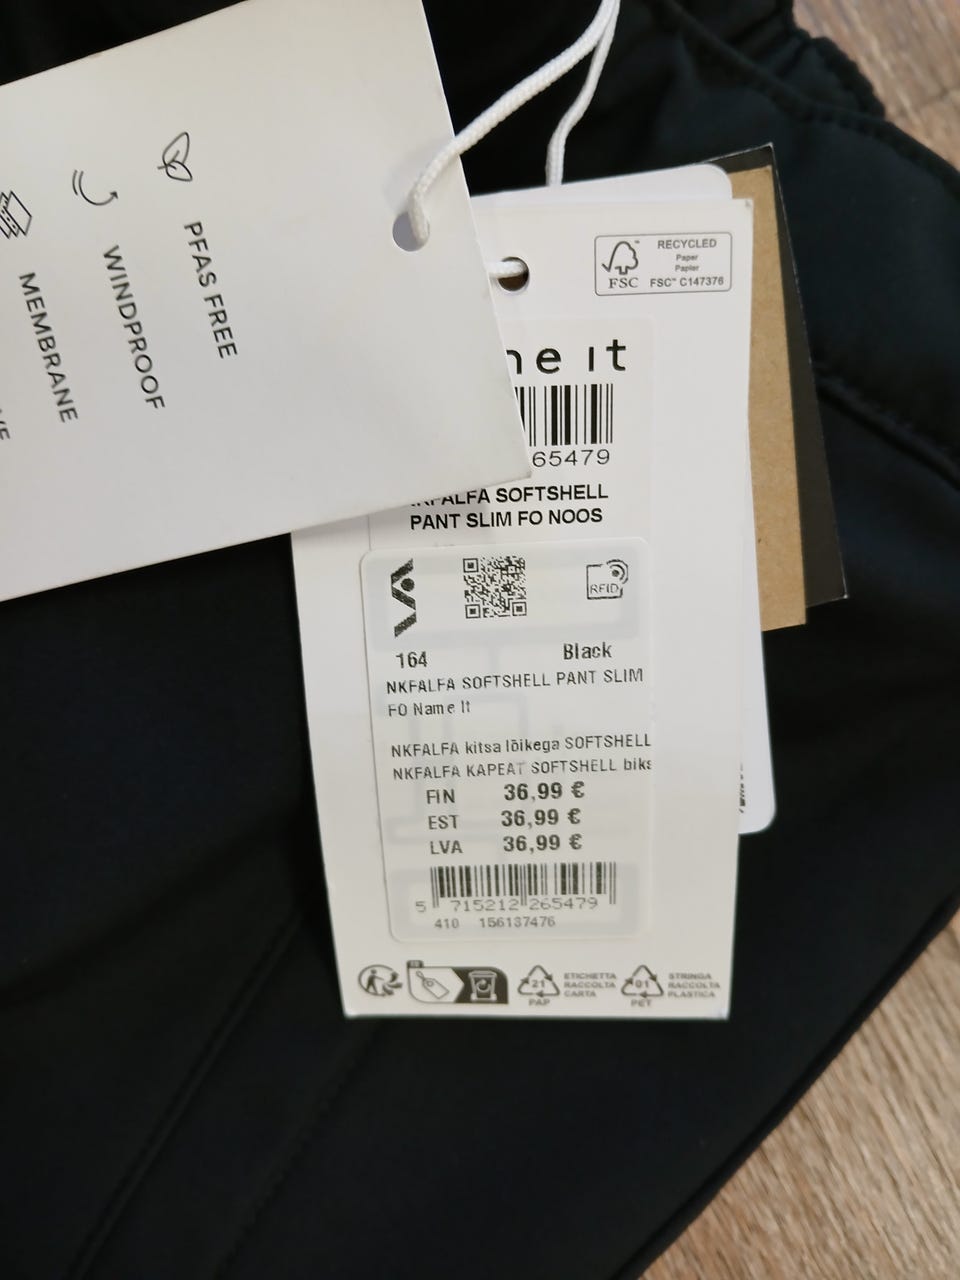 PFAS FREE
WINDPROOF
MEMBRANE
RECYCLED
Paper
Papier
FSC™ C147376
FSC
ne it
65479
NKFALFA SOFTSHELL
PANT SLIM FO NOOS
RFID
164 Black
NKFALFA SOFTSHELL PANT SLIM
FO Name It
NKFALFA kitsa lõikega SOFTSHELL
NKFALFA KAPEAT SOFTSHELL biks
FIN 36,99 €
EST 36,99 €
LVA 36,99 €
5 715212 265479
410 156137476
FR
21
PAP
ETICHETTA
RACCOLTA
CARTA
01
PET
STRINGA
RACCOLTA
PLASTICA